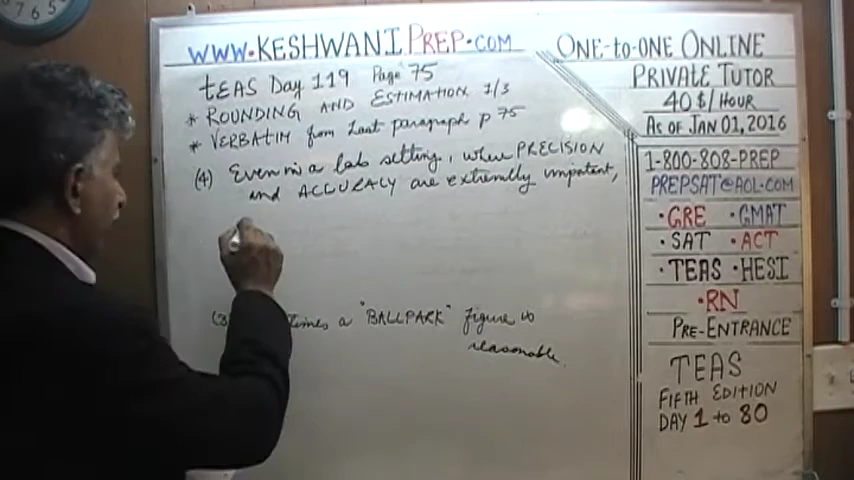 7 6 5
WWW.KESHWANIPREP.COM
tEAS Day 119 Page 75
* ROUNDING AND ESTIMATION 1/3
* VERBATIM from Last paragraph p 75
(4) Even in a lab setting, where PRECISION
and ACCURACY are extremely important,
a "BALLPARK" figure is
reasonable.
ONE-TO-ONE ONLINE
PRIVATE TUTOR
40 $/HOUR
AS OF JAN 01, 2016
1-800-808-PREP
PREPSAT@AOL.COM
• GRE • GMAT
• SAT • ACT
• TEAS • HESI
• RN
PRE-ENTRANCE
TEAS
FIFTH EDITION
DAY 1 to 80